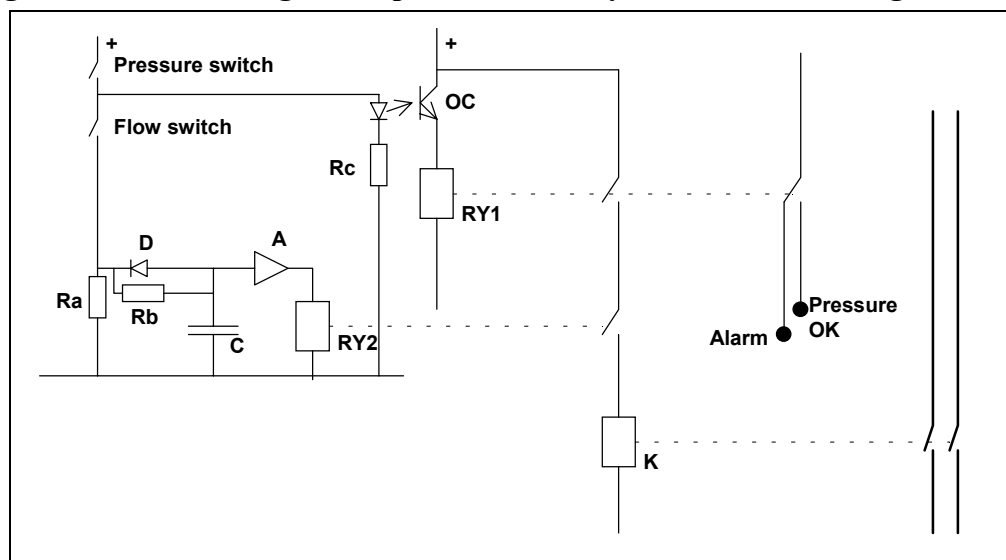 +
Pressure switch
+
OC
Flow switch
Rc
RY1
D
A
Ra
Rb
C
RY2
Pressure
OK
Alarm
K